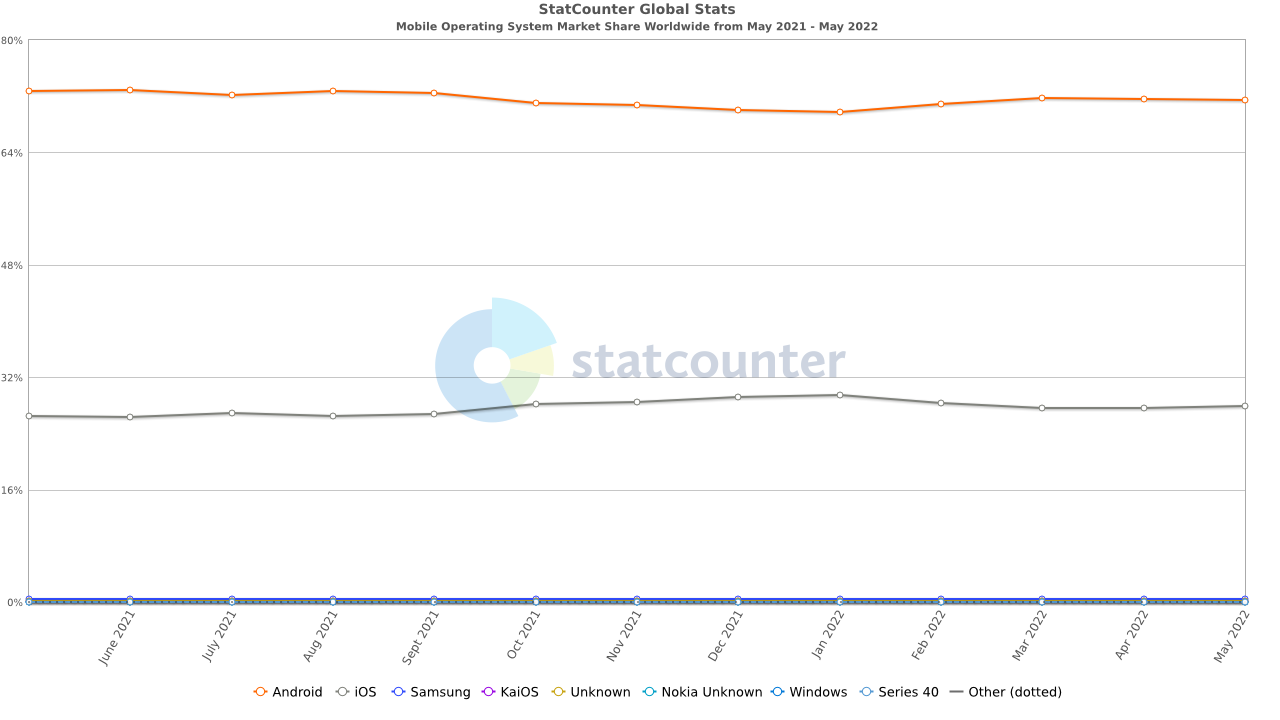 StatCounter Global Stats
Mobile Operating System Market Share Worldwide from May 2021 - May 2022
80%
64%
48%
32%
16%
0%
statcounter
June 2021
July 2021
Aug 2021
Sept 2021
Oct 2021
Nov 2021
Dec 2021
Jan 2022
Feb 2022
Mar 2022
Apr 2022
May 2022
Android iOS Samsung KaiOS Unknown Nokia Unknown Windows Series 40 Other (dotted)